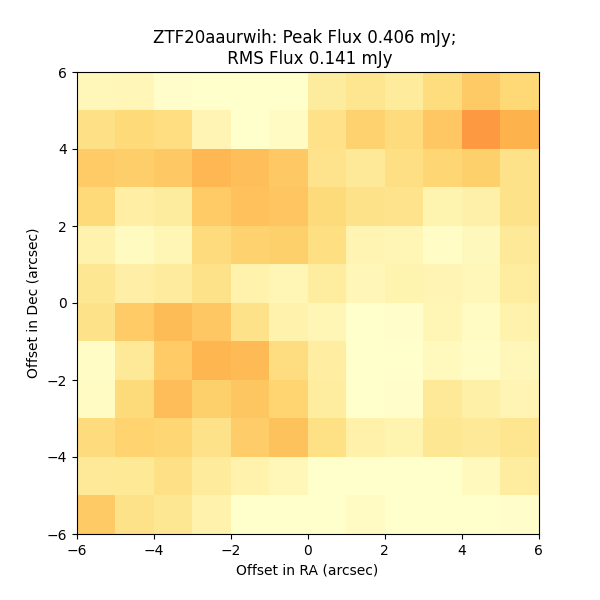 ZTF20aaurwih: Peak Flux 0.406 mJy;
RMS Flux 0.141 mJy
6
4
2
0
−2
−4
−6
Offset in Dec (arcsec)
−6 −4 −2 0 2 4 6
Offset in RA (arcsec)